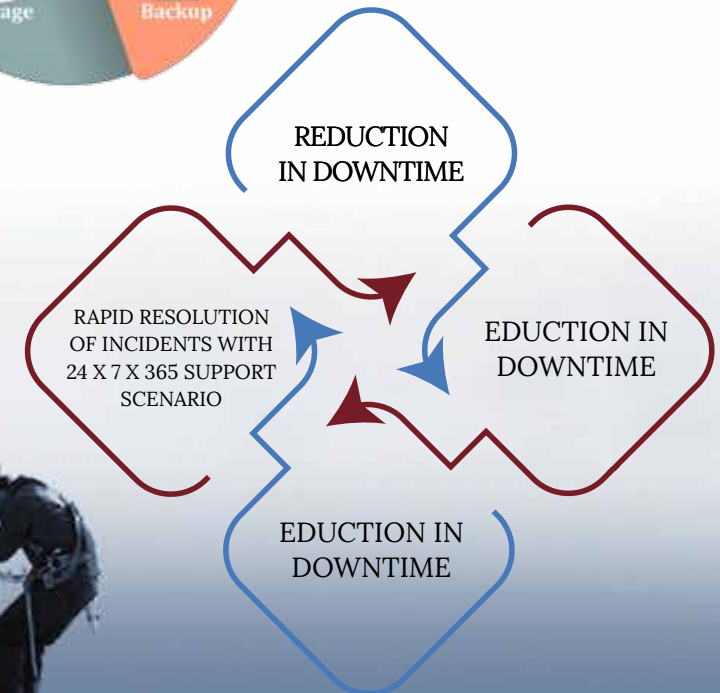 age
Backup
REDUCTION
IN DOWNTIME
RAPID RESOLUTION
OF INCIDENTS WITH
24 X 7 X 365 SUPPORT
SCENARIO
EDUCTION IN
DOWNTIME
EDUCTION IN
DOWNTIME